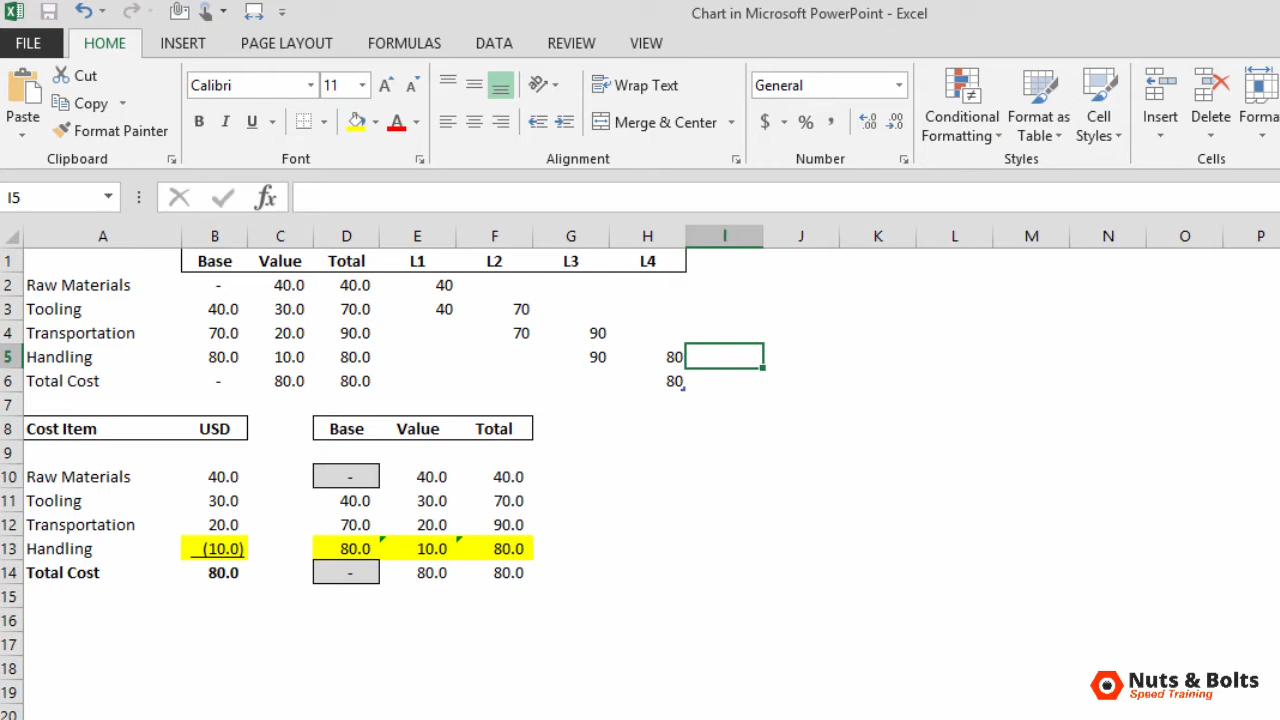 Chart in Microsoft PowerPoint - Excel
FILE HOME INSERT PAGE LAYOUT FORMULAS DATA REVIEW VIEW
Paste
Cut
Copy
Format Painter
Clipboard
Calibri 11
A A
B I U A
Font
Wrap Text
Merge & Center
Alignment
General
$ % , .00 .0
Number
Conditional Formatting
Format as Table
Cell Styles
Styles
Insert
Delete
Forma
Cells
I5 fx
A B C D E F G H I J K L M N O P
1 Base Value Total L1 L2 L3 L4
2 Raw Materials - 40.0 40.0 40
3 Tooling 40.0 30.0 70.0 40 70
4 Transportation 70.0 20.0 90.0 70 90
5 Handling 80.0 10.0 80.0 90 80
6 Total Cost - 80.0 80.0 80
7
8 Cost Item USD Base Value Total
9
10 Raw Materials 40.0 - 40.0 40.0
11 Tooling 30.0 40.0 30.0 70.0
12 Transportation 20.0 70.0 20.0 90.0
13 Handling (10.0) 80.0 10.0 80.0
14 Total Cost 80.0 - 80.0 80.0
15
16
17
18
19
20
Nuts & Bolts
Speed Training